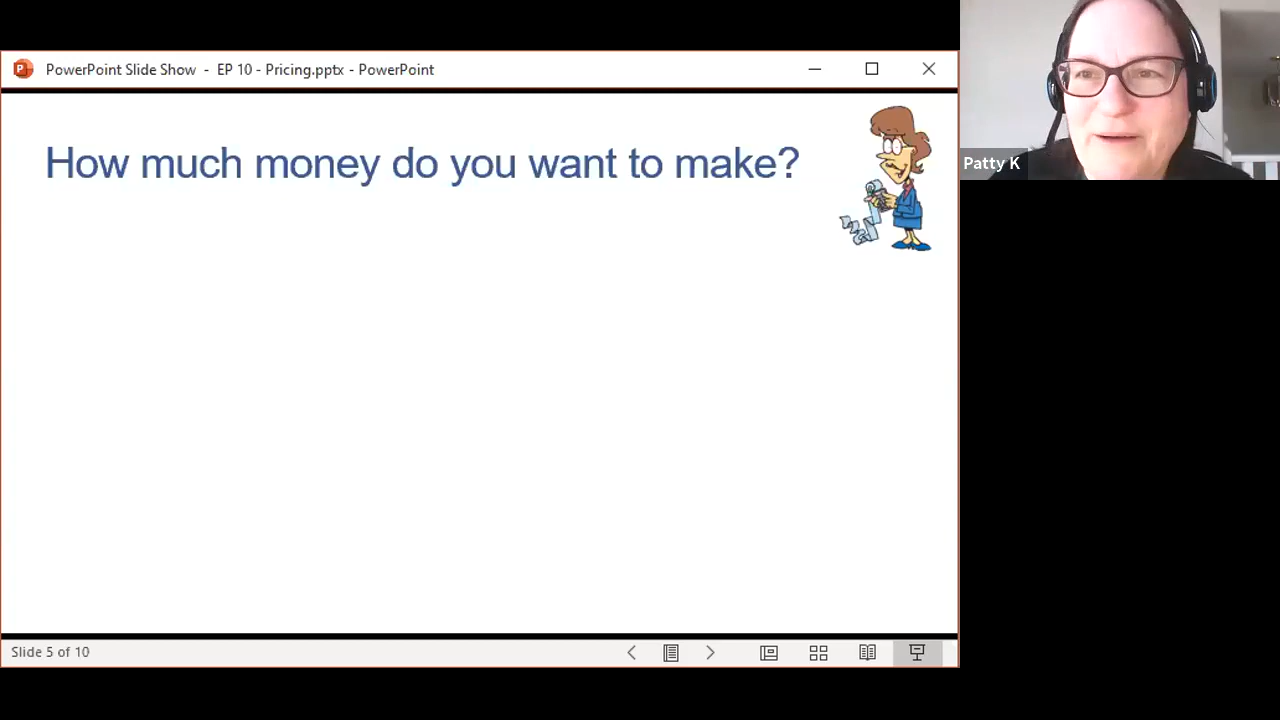 PowerPoint Slide Show - EP 10 - Pricing.pptx - PowerPoint
How much money do you want to make?
Patty K
Slide 5 of 10